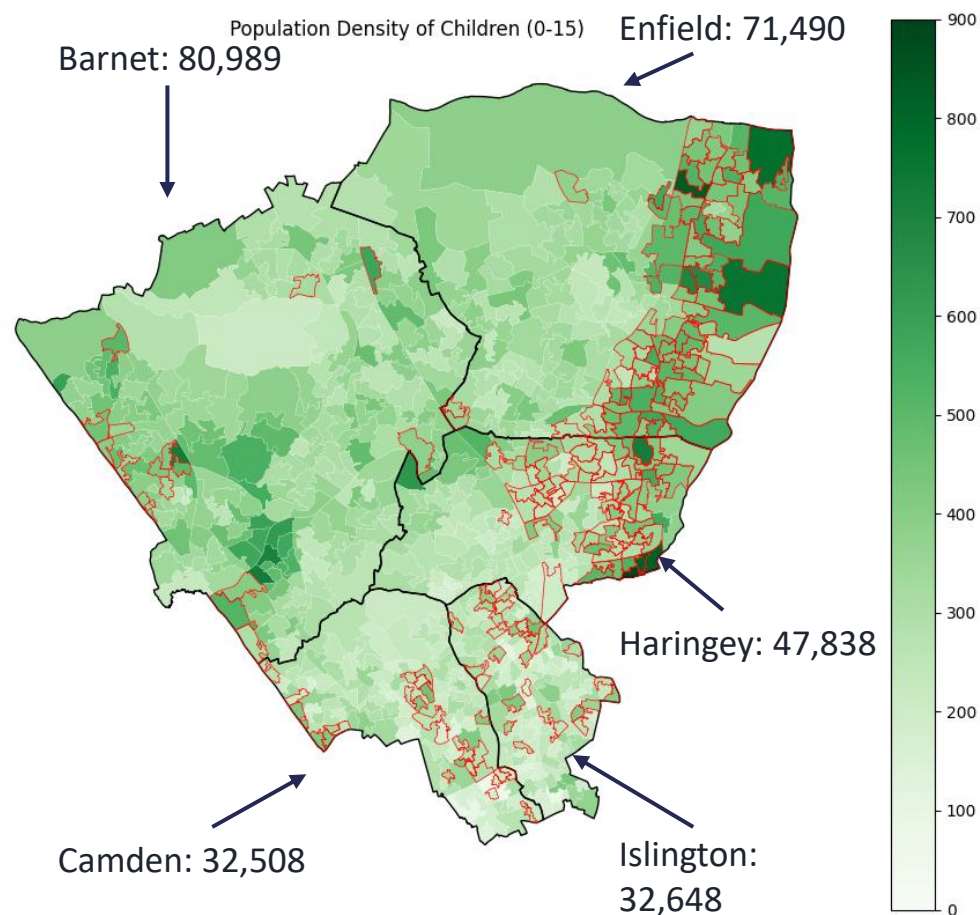 Population Density of Children (0-15)
Enfield: 71,490
Barnet: 80,989
Haringey: 47,838
Camden: 32,508
Islington:
32,648
900
800
700
600
500
400
300
200
100
0